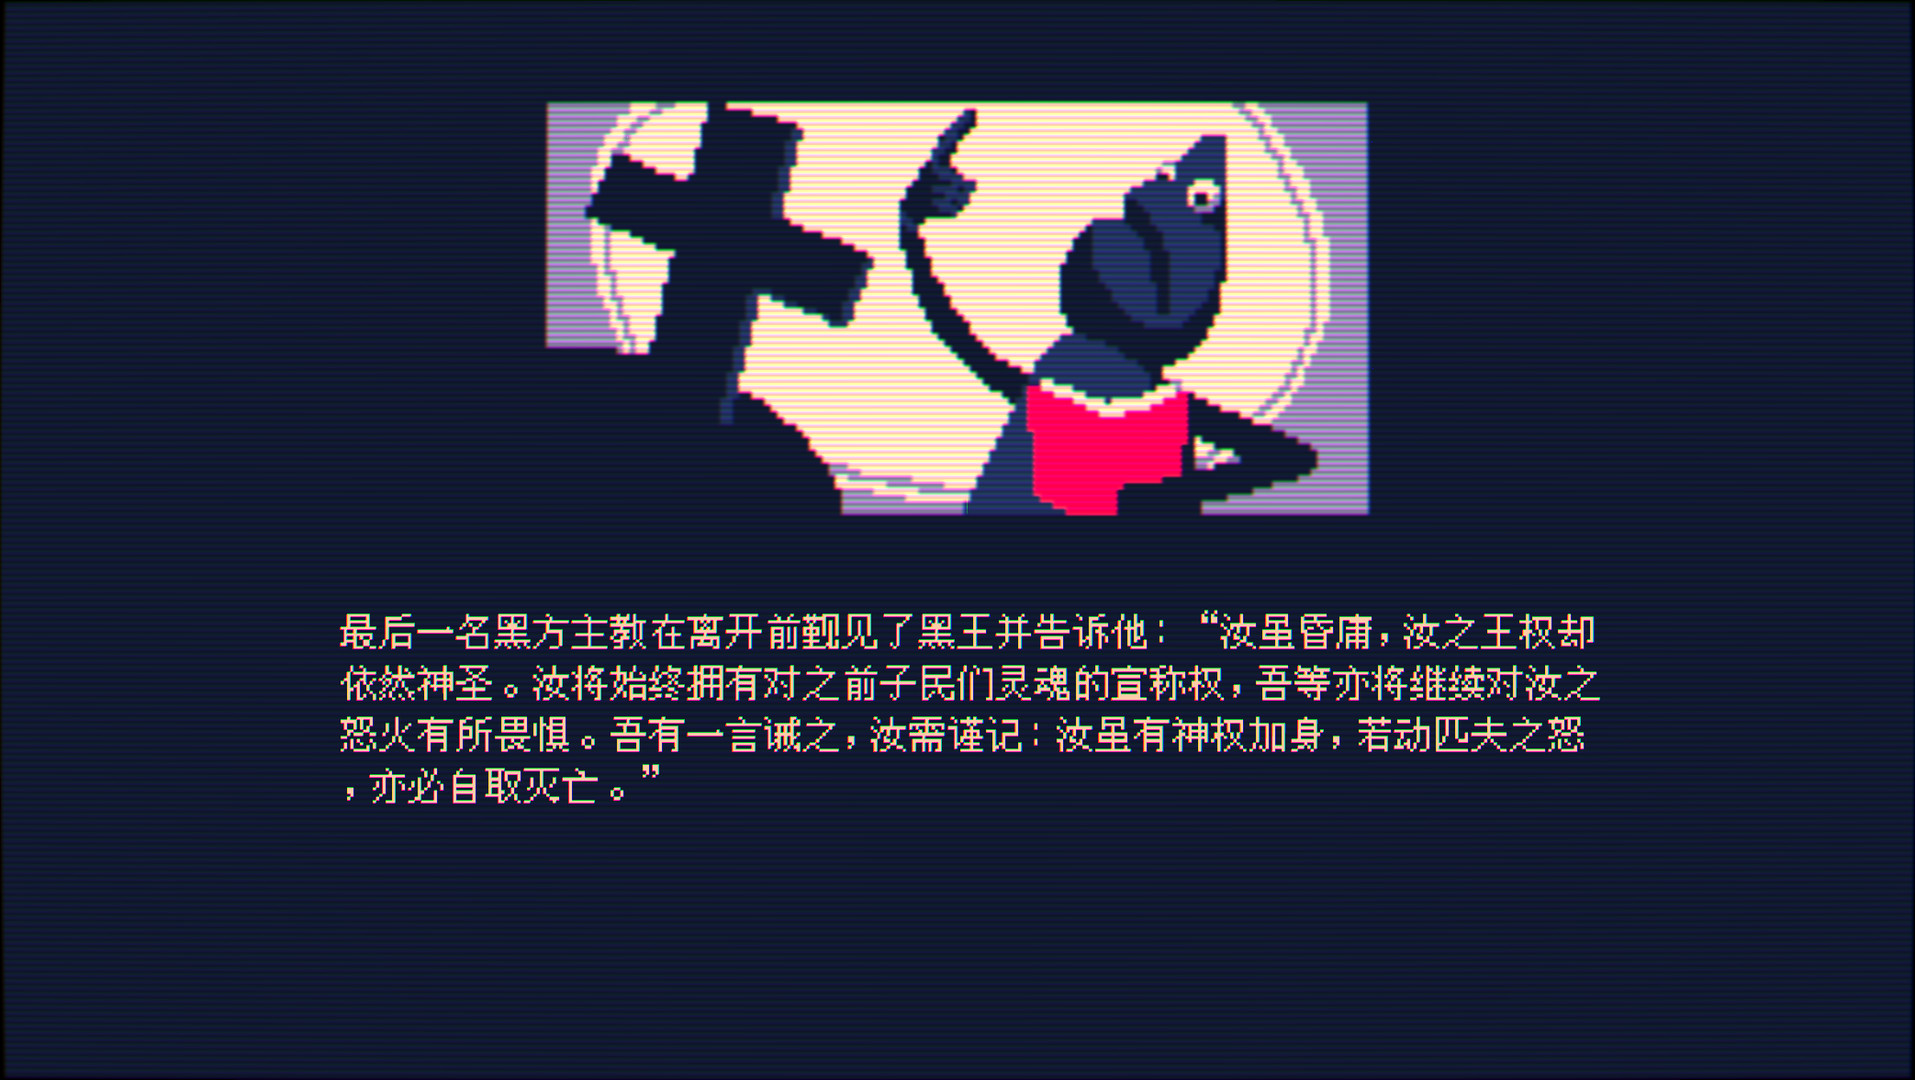 最后一名黑方主教在离开前觐见了黑王并告诉他：“汝虽昏庸，汝之王权却
依然神圣。汝将始终拥有对之前子民们灵魂的宣称权，吾等亦将继续对汝之
怒火有所畏惧。吾有一言诫之，汝需谨记：汝虽有神权加身，若动匹夫之怒
，亦必自取灭亡。”